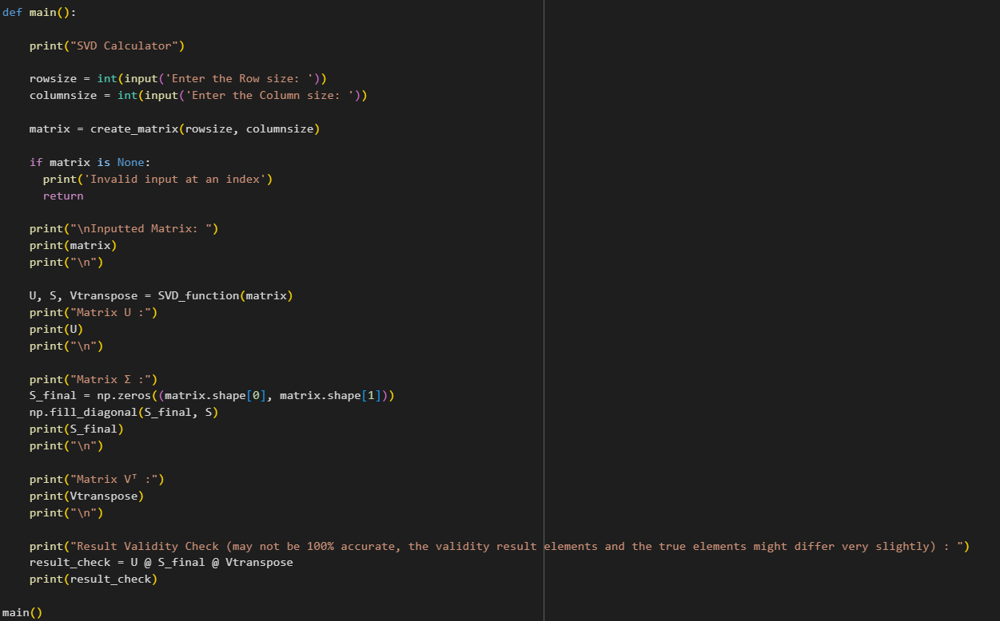 def main():
    print("SVD Calculator")
    rowsize = int(input('Enter the Row size: '))
    columnsize = int(input('Enter the Column size: '))
    matrix = create_matrix(rowsize, columnsize)
    if matrix is None:
      print('Invalid input at an index')
      return
    print("\nInputted Matrix: ")
    print(matrix)
    print("\n")
    U, S, Vtranspose = SVD_function(matrix)
    print("Matrix U :")
    print(U)
    print("\n")
    print("Matrix Σ :")
    S_final = np.zeros((matrix.shape[0], matrix.shape[1]))
    np.fill_diagonal(S_final, S)
    print(S_final)
    print("\n")
    print("Matrix Vᵀ :")
    print(Vtranspose)
    print("\n")
    print("Result Validity Check (may not be 100% accurate, the validity result elements and the true elements might differ very slightly) : ")
    result_check = U @ S_final @ Vtranspose
    print(result_check)
main()